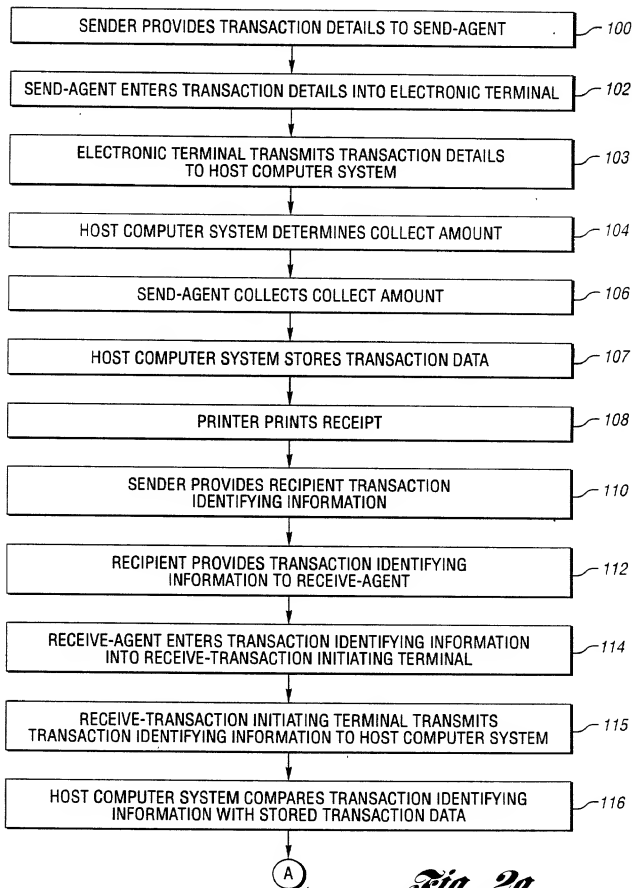 SENDER PROVIDES TRANSACTION DETAILS TO SEND-AGENT 100
SEND-AGENT ENTERS TRANSACTION DETAILS INTO ELECTRONIC TERMINAL 102
ELECTRONIC TERMINAL TRANSMITS TRANSACTION DETAILS
TO HOST COMPUTER SYSTEM 103
HOST COMPUTER SYSTEM DETERMINES COLLECT AMOUNT 104
SEND-AGENT COLLECTS COLLECT AMOUNT 106
HOST COMPUTER SYSTEM STORES TRANSACTION DATA 107
PRINTER PRINTS RECEIPT 108
SENDER PROVIDES RECIPIENT TRANSACTION
IDENTIFYING INFORMATION 110
RECIPIENT PROVIDES TRANSACTION IDENTIFYING
INFORMATION TO RECEIVE-AGENT 112
RECEIVE-AGENT ENTERS TRANSACTION IDENTIFYING INFORMATION
INTO RECEIVE-TRANSACTION INITIATING TERMINAL 114
RECEIVE-TRANSACTION INITIATING TERMINAL TRANSMITS
TRANSACTION IDENTIFYING INFORMATION TO HOST COMPUTER SYSTEM 115
HOST COMPUTER SYSTEM COMPARES TRANSACTION IDENTIFYING
INFORMATION WITH STORED TRANSACTION DATA 116
A
Fig. 2a